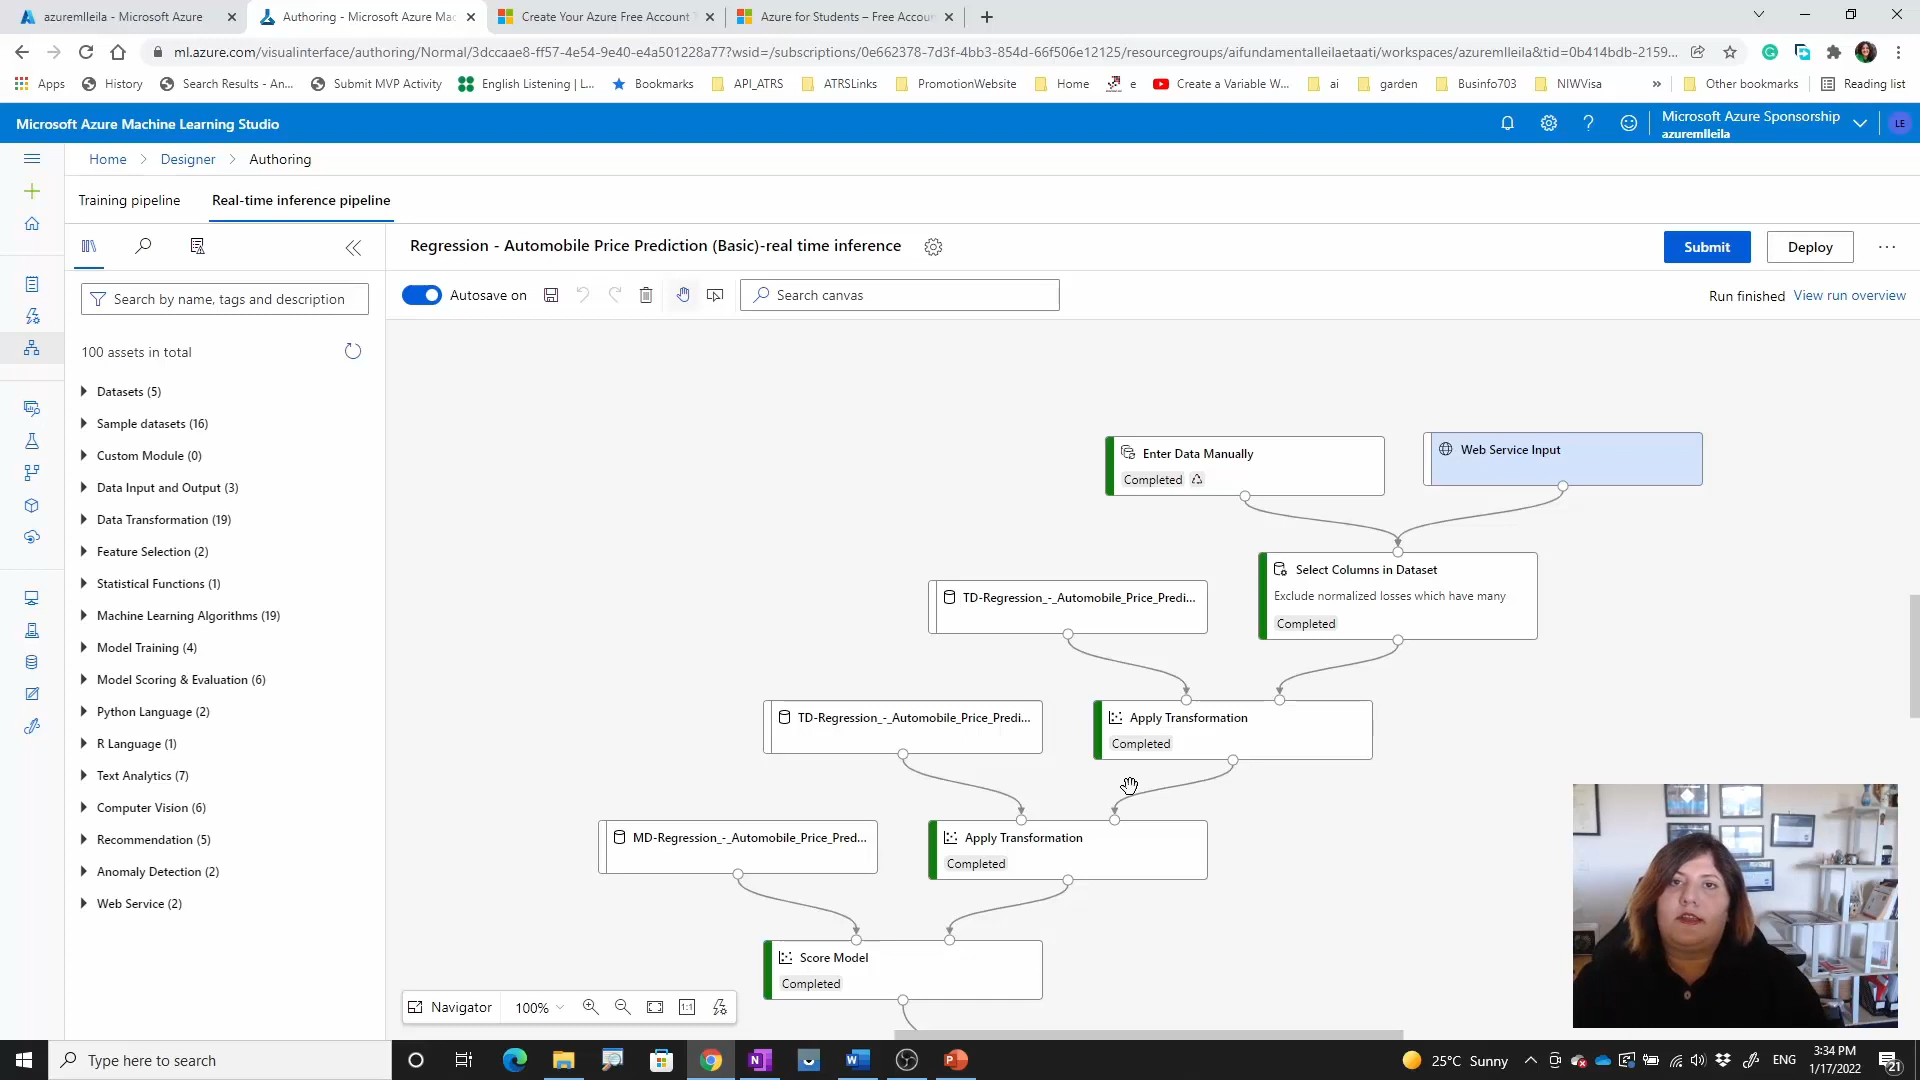 azuremlleila - Microsoft Azure
Authoring - Microsoft Azure Mac
Create Your Azure Free Account
Azure for Students – Free Accoun
ml.azure.com/visualinterface/authoring/Normal/3dccaae8-ff57-4e54-9e40-e4a501228a77?wsid=/subscriptions/0e662378-7d3f-4bb3-854d-66f506e12125/resourcegroups/aifundamentalleilaetaati/workspaces/azuremlleila&tid=0b414bdb-2159...
Apps
History
Search Results - An...
Submit MVP Activity
English Listening | L...
Bookmarks
API_ATRS
ATRSLinks
PromotionWebsite
Home
e
Create a Variable W...
ai
garden
Businfo703
NIWVisa
»
Other bookmarks
Reading list
Microsoft Azure Machine Learning Studio
Microsoft Azure Sponsorship
azuremlleila
LE
Home > Designer > Authoring
Training pipeline
Real-time inference pipeline
Regression - Automobile Price Prediction (Basic)-real time inference
Submit
Deploy
Search by name, tags and description
Autosave on
Search canvas
Run finished
View run overview
100 assets in total
Datasets (5)
Sample datasets (16)
Custom Module (0)
Data Input and Output (3)
Data Transformation (19)
Feature Selection (2)
Statistical Functions (1)
Machine Learning Algorithms (19)
Model Training (4)
Model Scoring & Evaluation (6)
Python Language (2)
R Language (1)
Text Analytics (7)
Computer Vision (6)
Recommendation (5)
Anomaly Detection (2)
Web Service (2)
Enter Data Manually
Completed
Web Service Input
Select Columns in Dataset
Exclude normalized losses which have many
Completed
TD-Regression_-_Automobile_Price_Predi...
TD-Regression_-_Automobile_Price_Predi...
Apply Transformation
Completed
MD-Regression_-_Automobile_Price_Pred...
Apply Transformation
Completed
Score Model
Completed
Navigator
100%
1:1
Type here to search
25°C Sunny
ENG
3:34 PM
1/17/2022
21